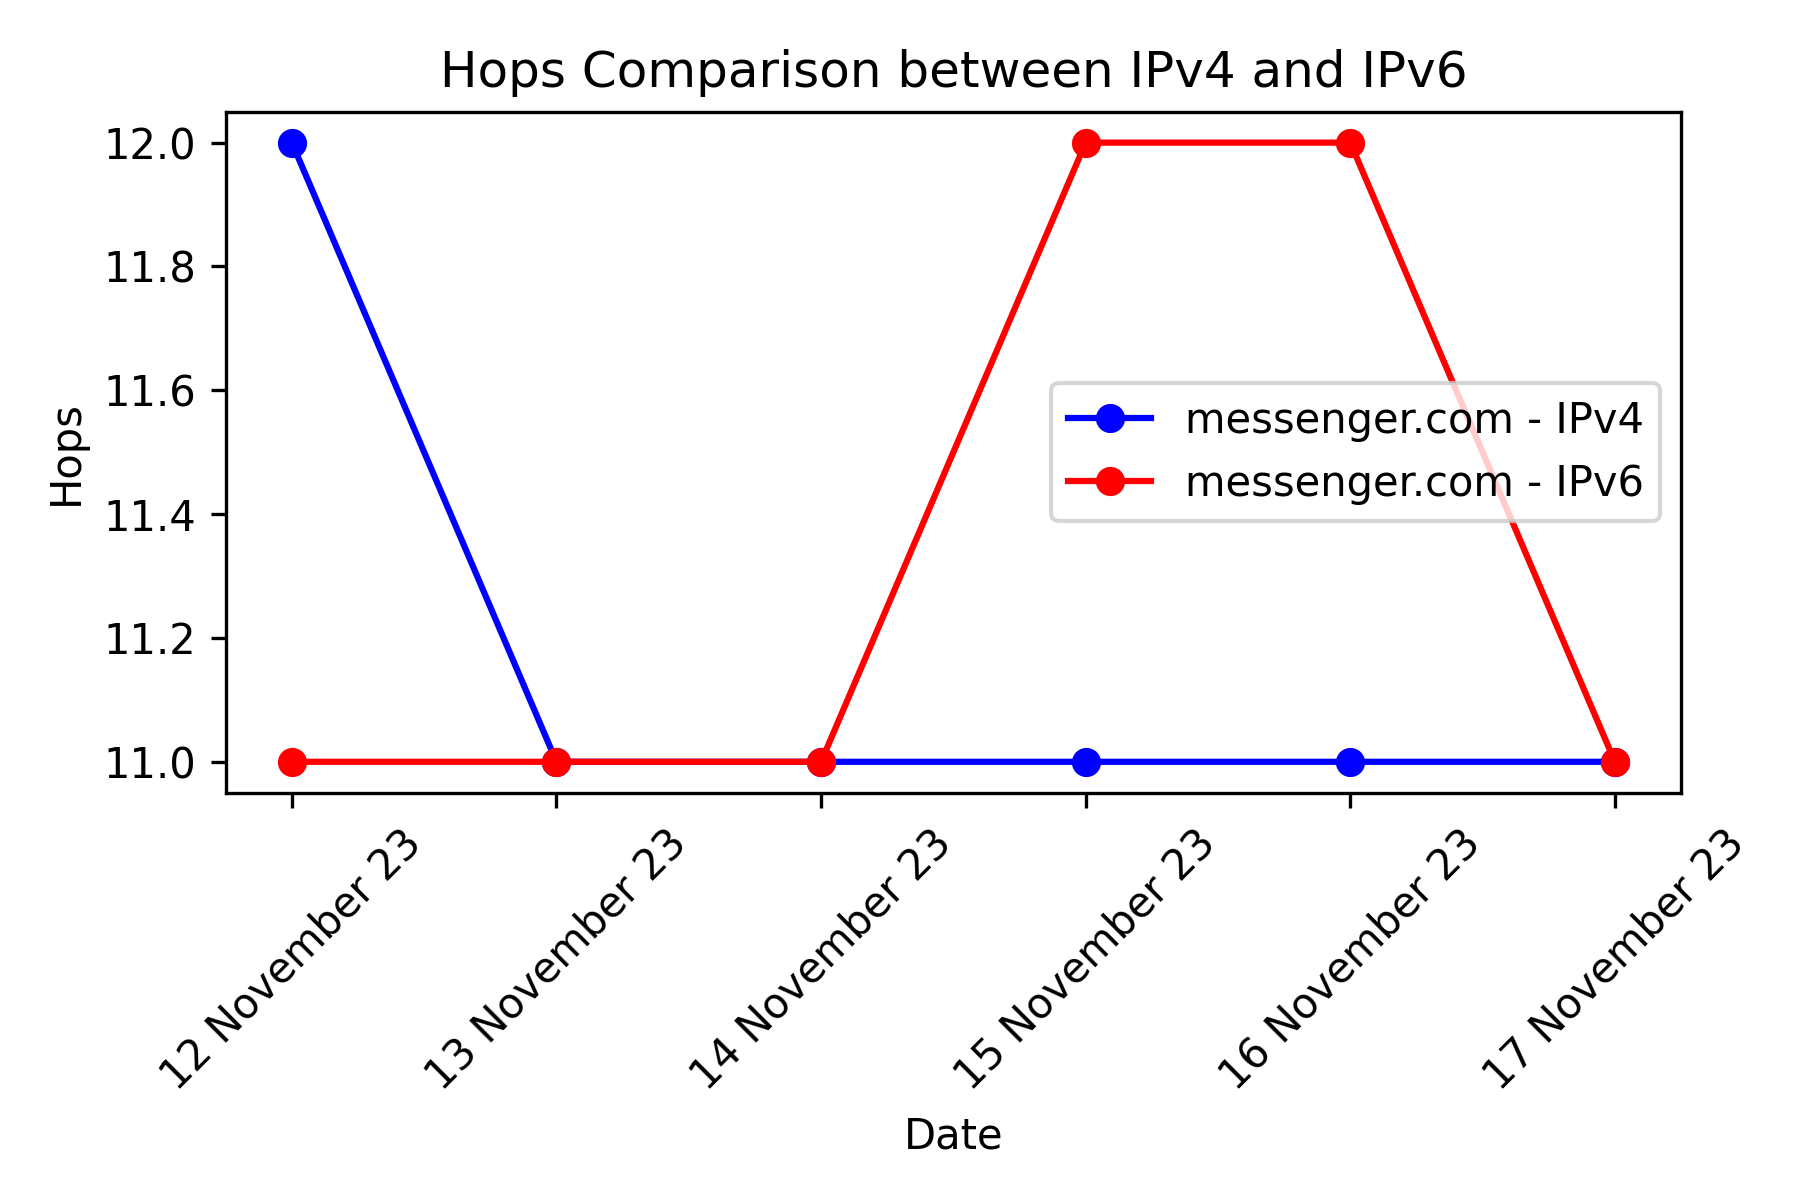 Hops Comparison between IPv4 and IPv6
12.0
11.8
11.6
11.4
11.2
11.0
Hops
messenger.com - IPv4
messenger.com - IPv6
12 November 23
13 November 23
14 November 23
15 November 23
16 November 23
17 November 23
Date